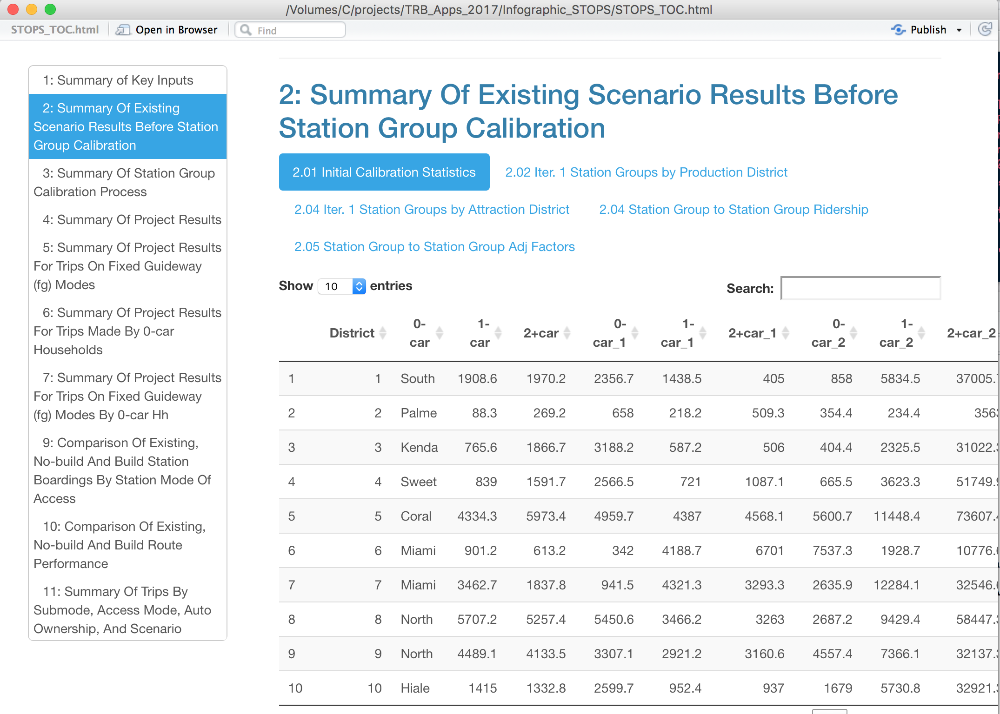 /Volumes/C/projects/TRB_Apps_2017/Infographic_STOPS/STOPS_TOC.html
STOPS_TOC.html Open in Browser Find Publish
1: Summary of Key Inputs
2: Summary Of Existing
Scenario Results Before Station
Group Calibration
3: Summary Of Station Group
Calibration Process
4: Summary Of Project Results
5: Summary Of Project Results
For Trips On Fixed Guideway
(fg) Modes
6: Summary Of Project Results
For Trips Made By 0-car
Households
7: Summary Of Project Results
For Trips On Fixed Guideway
(fg) Modes By 0-car Hh
9: Comparison Of Existing,
No-build And Build Station
Boardings By Station Mode Of
Access
10: Comparison Of Existing,
No-build And Build Route
Performance
11: Summary Of Trips By
Submode, Access Mode, Auto
Ownership, And Scenario
2: Summary Of Existing Scenario Results Before
Station Group Calibration
2.01 Initial Calibration Statistics 2.02 Iter. 1 Station Groups by Production District
2.04 Iter. 1 Station Groups by Attraction District 2.04 Station Group to Station Group Ridership
2.05 Station Group to Station Group Adj Factors
Show 10 entries Search:
District 0-car 1-car 2+car 0-car_1 1-car_1 2+car_1 0-car_2 1-car_2 2+car_2
1 1 South 1908.6 1970.2 2356.7 1438.5 405 858 5834.5 37005.
2 2 Palme 88.3 269.2 658 218.2 509.3 354.4 234.4 356
3 3 Kenda 765.6 1866.7 3188.2 587.2 506 404.4 2325.5 31022.
4 4 Sweet 839 1591.7 2566.5 721 1087.1 665.5 3623.3 51749.
5 5 Coral 4334.3 5973.4 4959.7 4387 4568.1 5600.7 11448.4 73607.
6 6 Miami 901.2 613.2 342 4188.7 6701 7537.3 1928.7 10776.
7 7 Miami 3462.7 1837.8 941.5 4321.3 3293.3 2635.9 12284.1 32546.
8 8 North 5707.2 5257.4 5450.6 3466.2 3263 2687.2 9429.4 58447.
9 9 North 4489.1 4133.5 3307.1 2921.2 3160.6 4557.4 7366.1 32137.
10 10 Hiale 1415 1332.8 2599.7 952.4 937 1679 5730.8 32921.